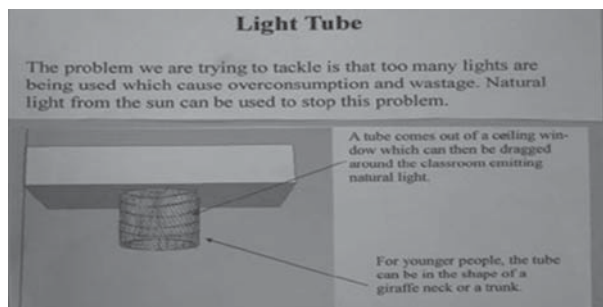 Light Tube
The problem we are trying to tackle is that too many lights are
being used which cause overconsumption and wastage. Natural
light from the sun can be used to stop this problem.
A tube comes out of a ceiling win-
dow which can then be dragged
around the classroom emitting
natural light.
For younger people, the tube
can be in the shape of a
giraffe neck or a trunk.